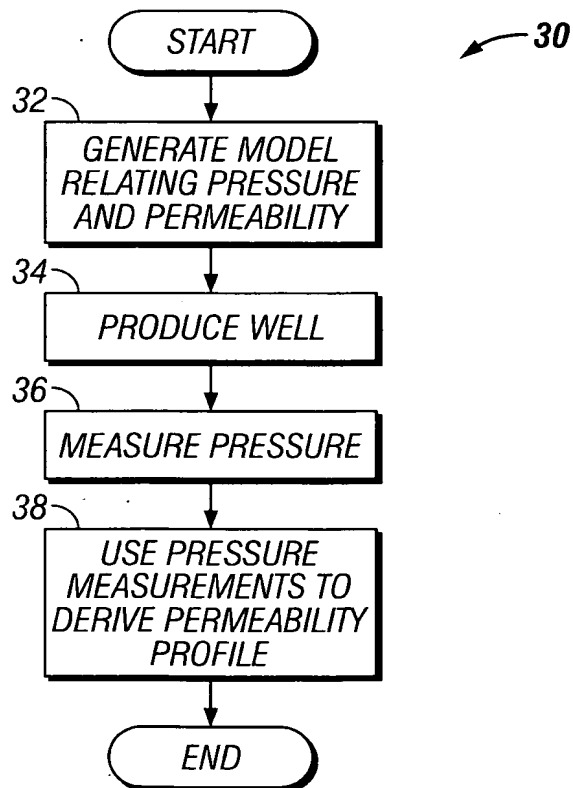 START
30
32
GENERATE MODEL
RELATING PRESSURE
AND PERMEABILITY
34
PRODUCE WELL
36
MEASURE PRESSURE
38
USE PRESSURE
MEASUREMENTS TO
DERIVE PERMEABILITY
PROFILE
END